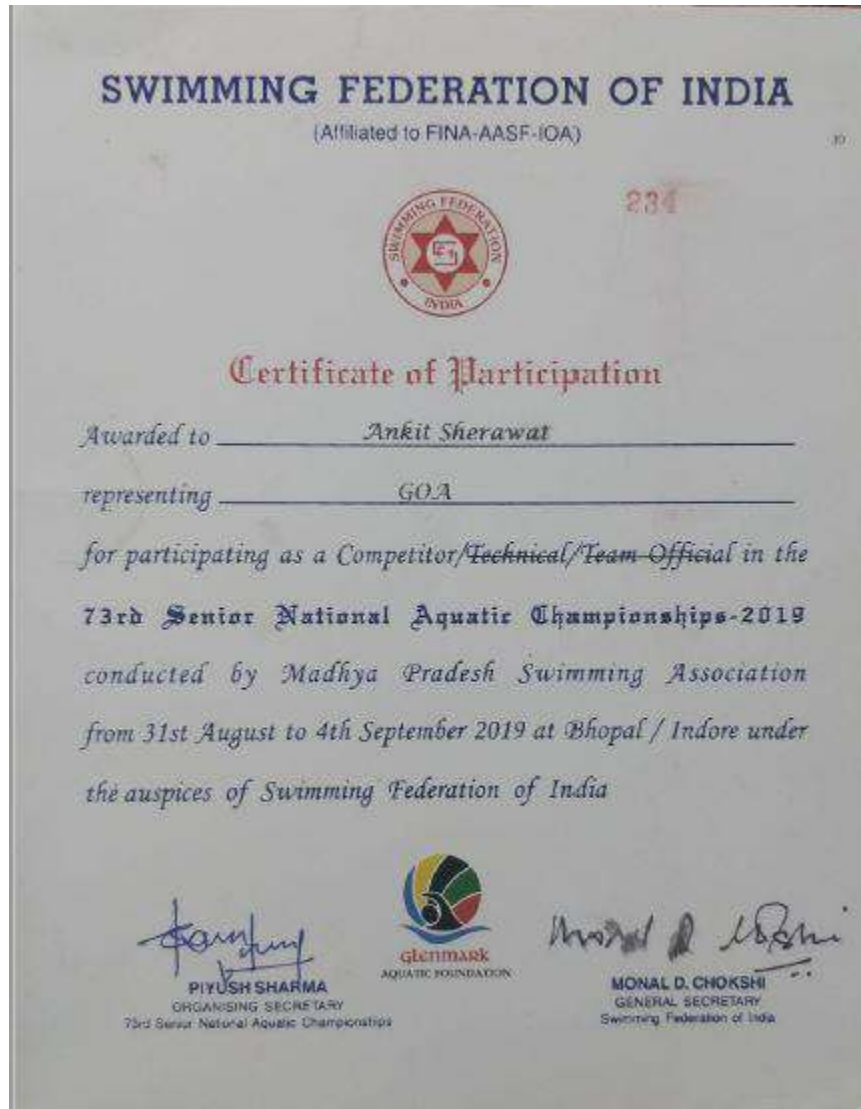 SWIMMING FEDERATION OF INDIA
(Affiliated to FINA-AASF-IOA)
234
SWIMMING FEDERATION
INDIA
Certificate of Participation
Awarded to Ankit Sherawat
representing GOA
for participating as a Competitor/Technical/Team Official in the
73rd Senior National Aquatic Championships-2019
conducted by Madhya Pradesh Swimming Association
from 31st August to 4th September 2019 at Bhopal / Indore under
the auspices of Swimming Federation of India
GLENMARK
AQUATIC FOUNDATION
PIYUSH SHARMA
ORGANISING SECRETARY
73rd Senior National Aquatic Championships
MONAL D. CHOKSHI
GENERAL SECRETARY
Swimming Federation of India